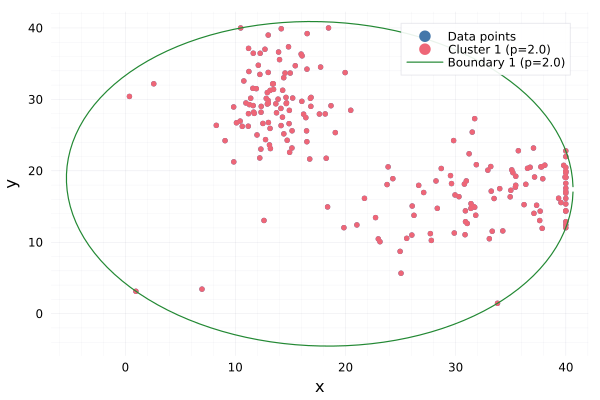 Data points
Cluster 1 (p=2.0)
Boundary 1 (p=2.0)
40
30
20
10
0
y
0 10 20 30 40
x